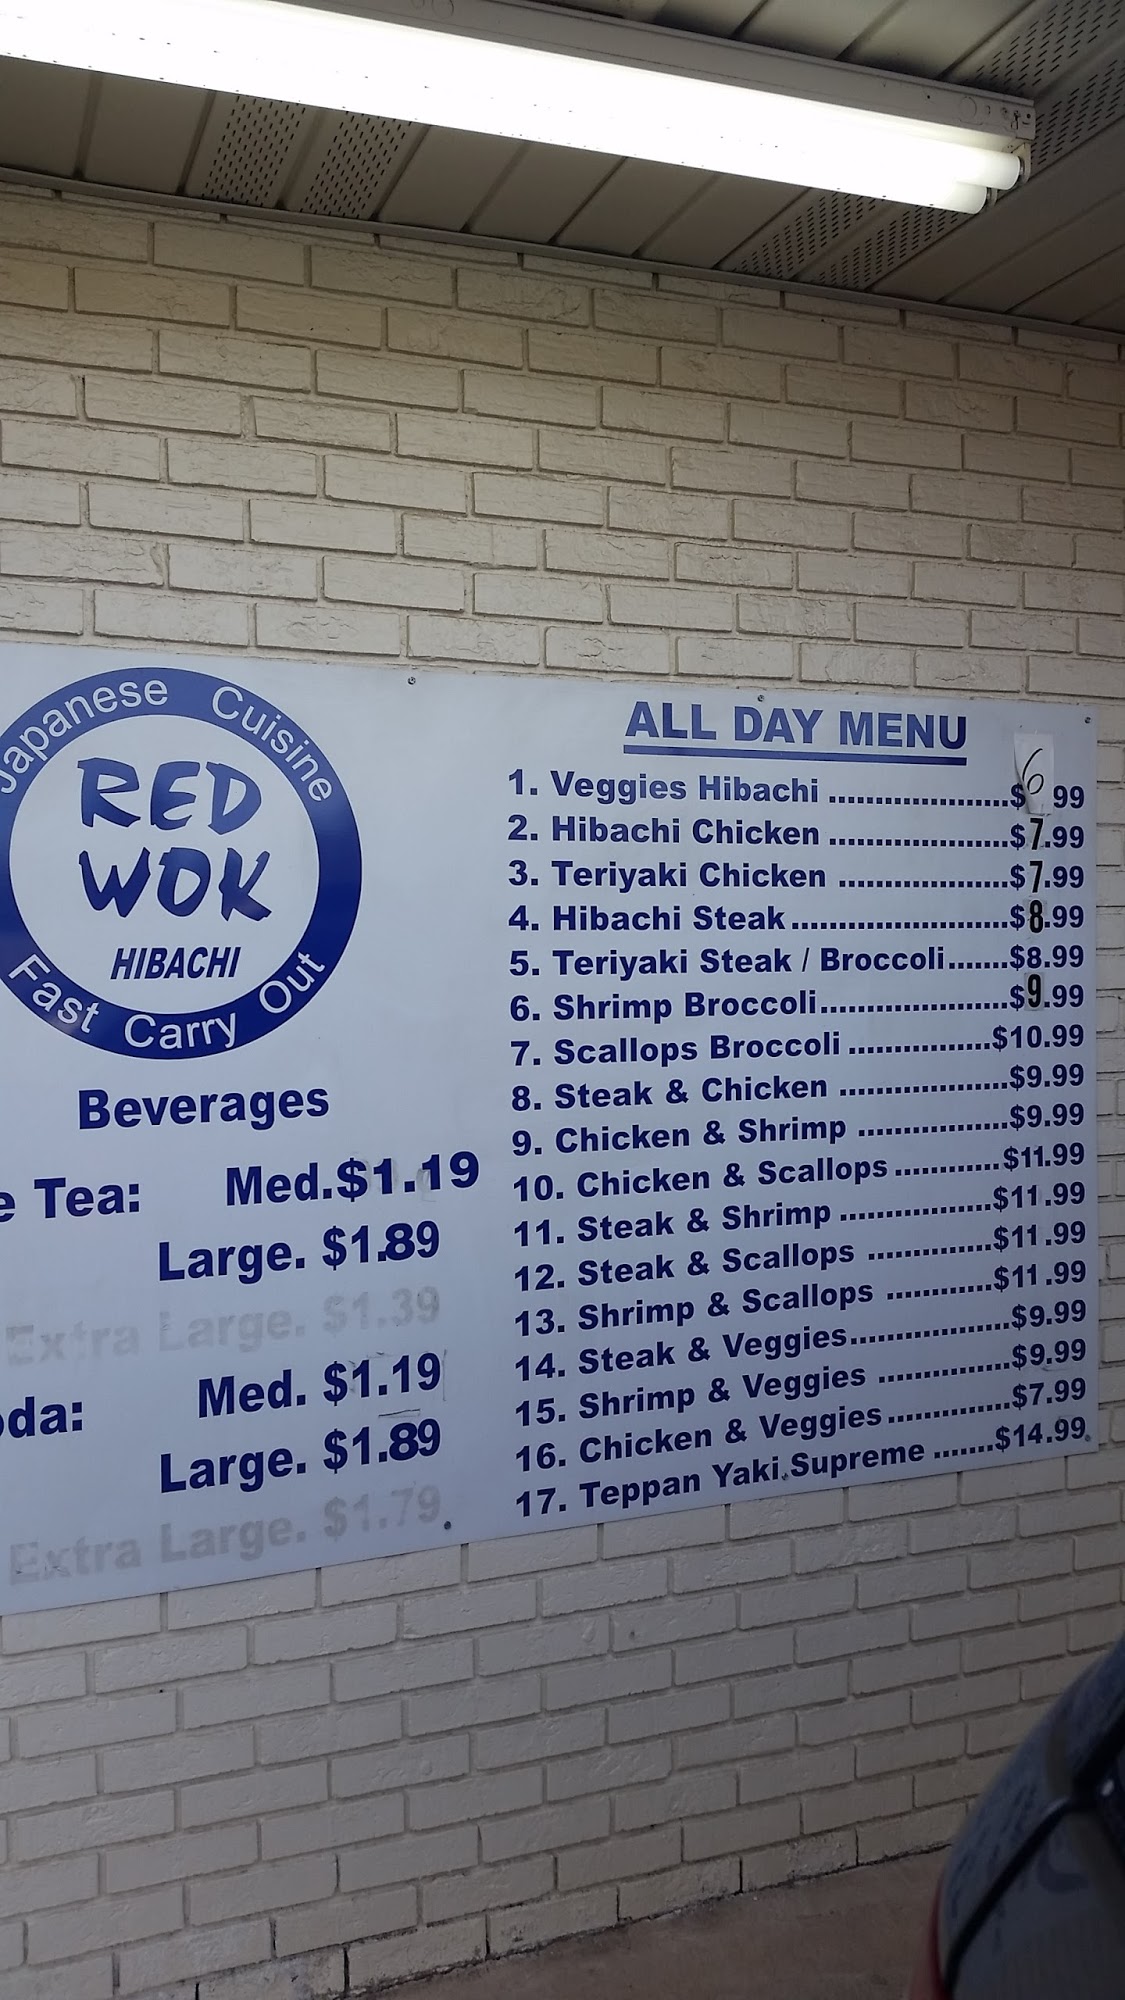 Japanese Cuisine
RED
WOK
HIBACHI
Fast Carry Out
Beverages
e Tea: Med.$1.19
Large. $1.89
Extra Large. $1.39
oda: Med. $1.19
Large. $1.89
Extra Large. $1.79
ALL DAY MENU
1. Veggies Hibachi .....................$6 99
2. Hibachi Chicken ....................$7.99
3. Teriyaki Chicken ...................$7.99
4. Hibachi Steak........................$8.99
5. Teriyaki Steak / Broccoli.......$8.99
6. Shrimp Broccoli.....................$9.99
7. Scallops Broccoli ................$10.99
8. Steak & Chicken ...................$9.99
9. Chicken & Shrimp .................$9.99
10. Chicken & Scallops ............$11.99
11. Steak & Shrimp .................$11.99
12. Steak & Scallops ..............$11.99
13. Shrimp & Scallops ............$11.99
14. Steak & Veggies..................$9.99
15. Shrimp & Veggies ...............$9.99
16. Chicken & Veggies..............$7.99
17. Teppan Yaki Supreme .......$14.99